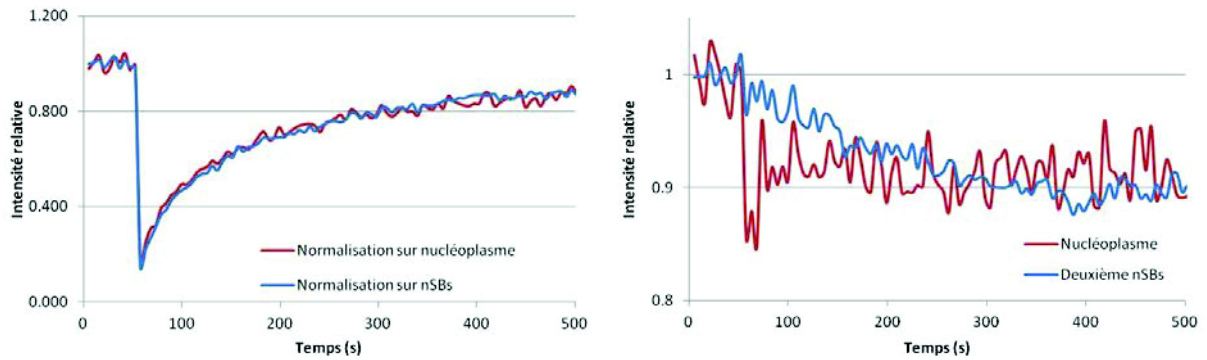 1.200
0.800
0.400
0.000
Intensité relative
Normalisation sur nucléoplasme
Normalisation sur nSBs
0
100
200
300
400
500
Temps (s)
1
0.9
0.8
Intensité relative
Nucléoplasme
Deuxième nSBs
0
100
200
300
400
500
Temps (s)